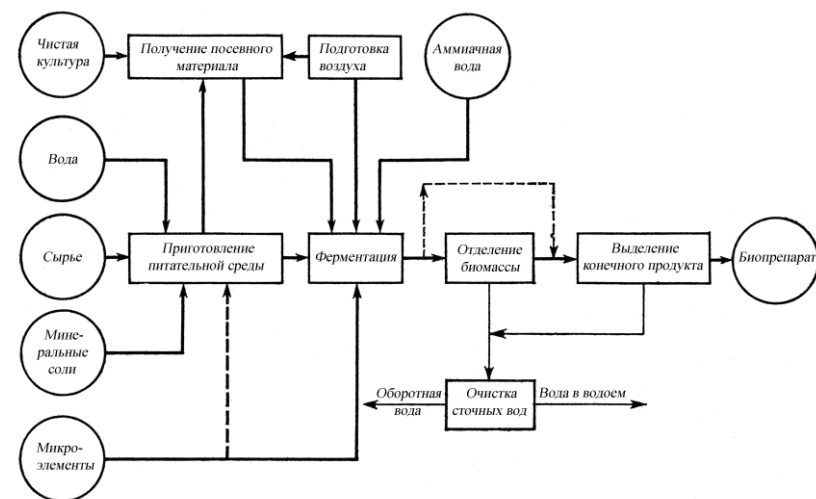 Чистая
культура
Получение посевного
материала
Подготовка
воздуха
Аммиачная
вода
Вода
Сырье
Приготовление
питательной среды
Ферментация
Отделение
биомассы
Выделение
конечного продукта
Биопрепарат
Мине-
ральные
соли
Оборотная
вода
Очистка
сточных вод
Вода в водоем
Микро-
элементы